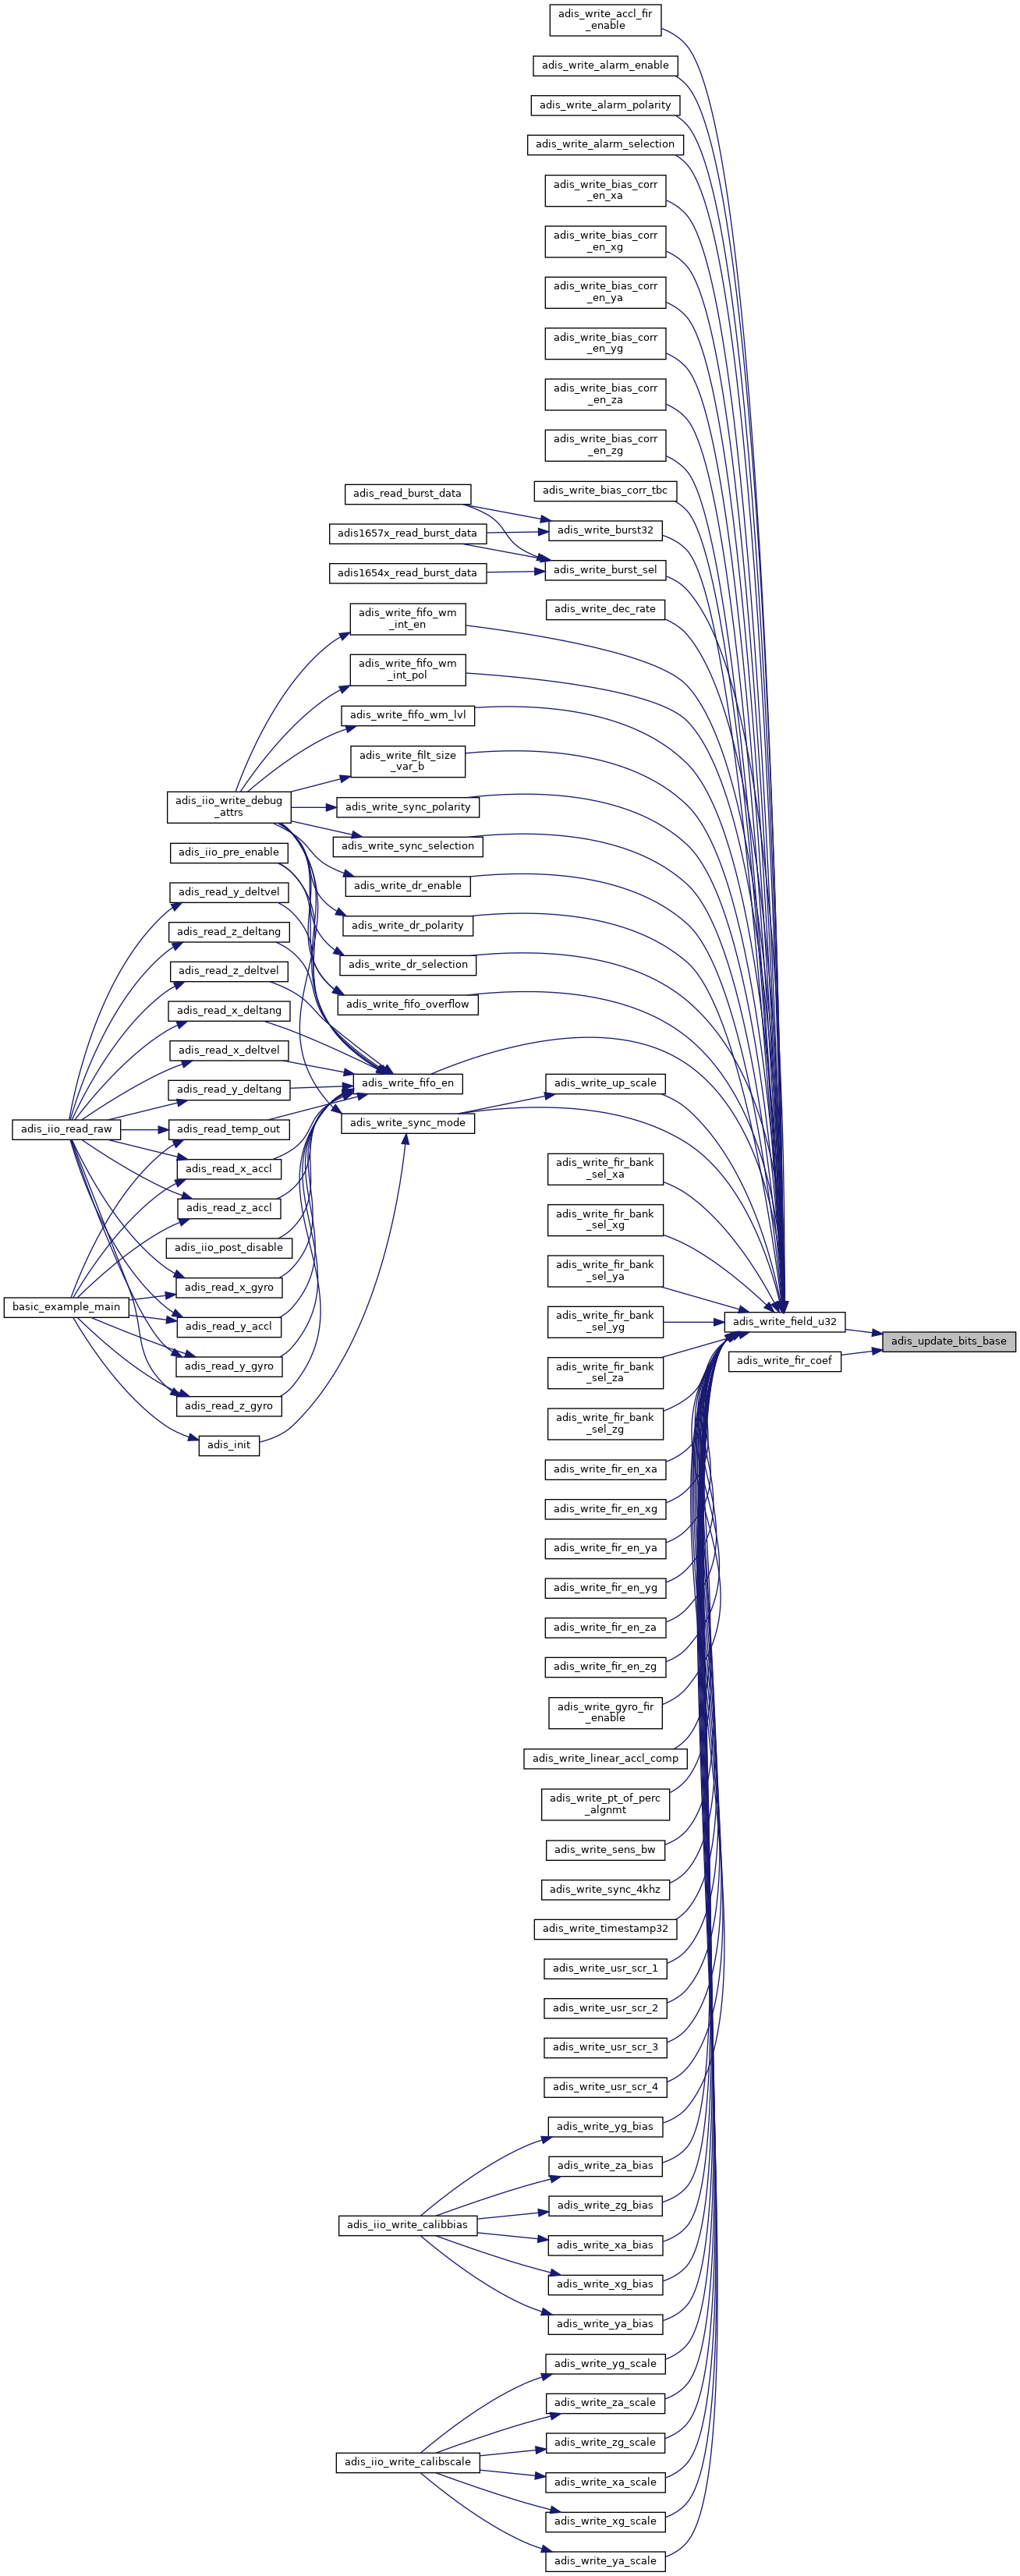 adis_write_accl_fir
_enable
adis_write_alarm_enable
adis_write_alarm_polarity
adis_write_alarm_selection
adis_write_bias_corr
_en_xa
adis_write_bias_corr
_en_xg
adis_write_bias_corr
_en_ya
adis_write_bias_corr
_en_yg
adis_write_bias_corr
_en_za
adis_write_bias_corr
_en_zg
adis_write_bias_corr_tbc
adis_read_burst_data
adis_write_burst32
adis1657x_read_burst_data
adis_write_burst_sel
adis1654x_read_burst_data
adis_write_dec_rate
adis_write_fifo_wm
_int_en
adis_write_fifo_wm
_int_pol
adis_write_fifo_wm_lvl
adis_write_filt_size
_var_b
adis_iio_write_debug
_attrs
adis_write_sync_polarity
adis_write_sync_selection
adis_iio_pre_enable
adis_write_dr_enable
adis_read_y_deltvel
adis_write_dr_polarity
adis_read_z_deltang
adis_write_dr_selection
adis_read_z_deltvel
adis_write_fifo_overflow
adis_read_x_deltang
adis_read_x_deltvel
adis_write_fifo_en
adis_write_up_scale
adis_read_y_deltang
adis_write_sync_mode
adis_iio_read_raw
adis_read_temp_out
adis_read_x_accl
adis_write_fir_bank
_sel_xa
adis_read_z_accl
adis_write_fir_bank
_sel_xg
adis_iio_post_disable
adis_write_fir_bank
_sel_ya
adis_read_x_gyro
basic_example_main
adis_read_y_accl
adis_write_fir_bank
_sel_yg
adis_write_field_u32
adis_update_bits_base
adis_write_fir_coef
adis_read_y_gyro
adis_write_fir_bank
_sel_za
adis_read_z_gyro
adis_write_fir_bank
_sel_zg
adis_init
adis_write_fir_en_xa
adis_write_fir_en_xg
adis_write_fir_en_ya
adis_write_fir_en_yg
adis_write_fir_en_za
adis_write_fir_en_zg
adis_write_gyro_fir
_enable
adis_write_linear_accl_comp
adis_write_pt_of_perc
_algnmt
adis_write_sens_bw
adis_write_sync_4khz
adis_write_timestamp32
adis_write_usr_scr_1
adis_write_usr_scr_2
adis_write_usr_scr_3
adis_write_usr_scr_4
adis_write_yg_bias
adis_write_za_bias
adis_write_zg_bias
adis_iio_write_calibbias
adis_write_xa_bias
adis_write_xg_bias
adis_write_ya_bias
adis_write_yg_scale
adis_write_za_scale
adis_write_zg_scale
adis_iio_write_calibscale
adis_write_xa_scale
adis_write_xg_scale
adis_write_ya_scale